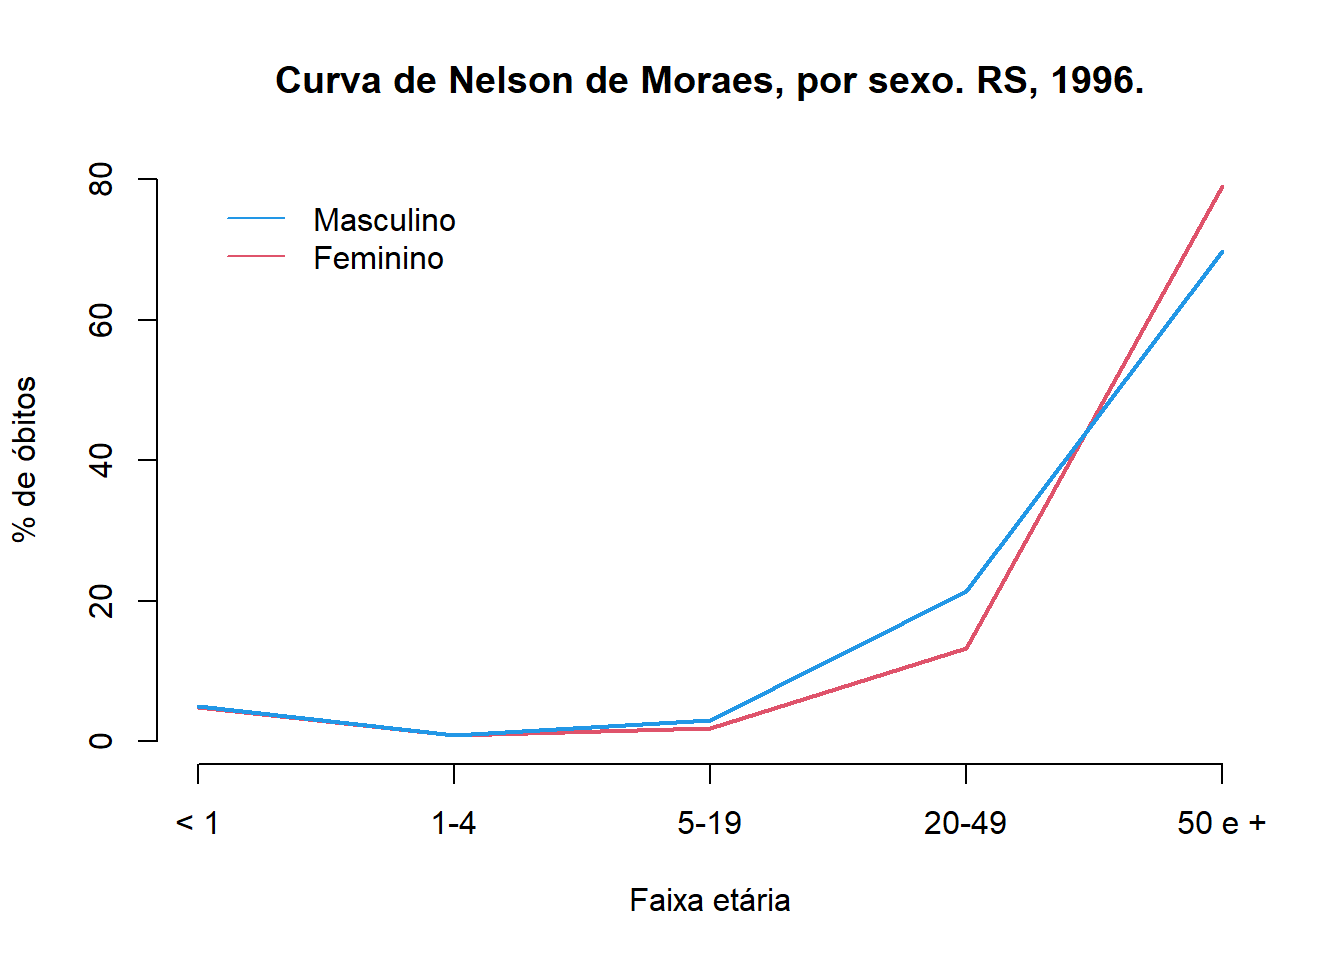 Curva de Nelson de Moraes, por sexo. RS, 1996.
80
60
40
20
0
% de óbitos
Masculino
Feminino
< 1
1-4
5-19
20-49
50 e +
Faixa etária